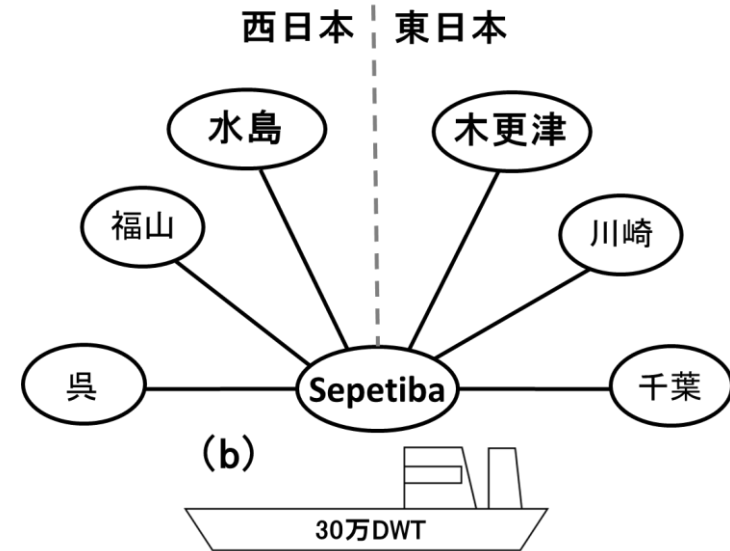 西日本 東日本
水島
木更津
福山
川崎
呉
Sepetiba
千葉
(b)
30万DWT